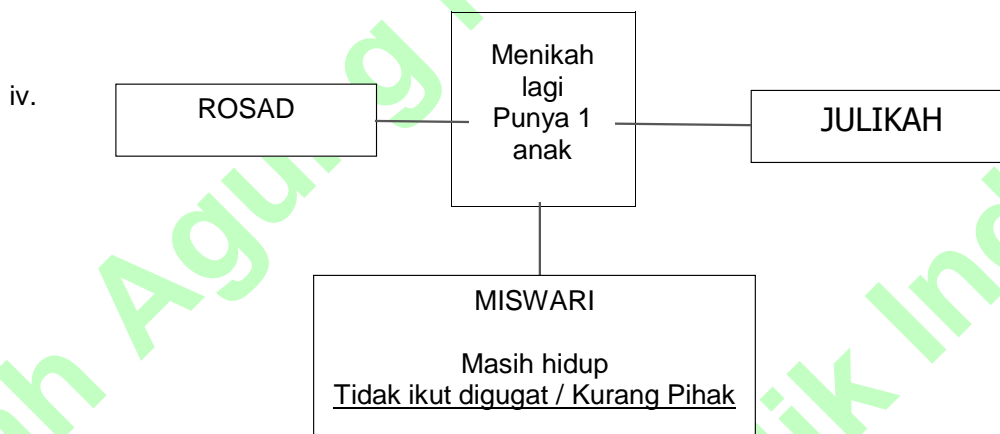 iv.
ROSAD
Menikah
lagi
Punya 1
anak
JULIKAH
MISWARI
Masih hidup
Tidak ikut digugat / Kurang Pihak